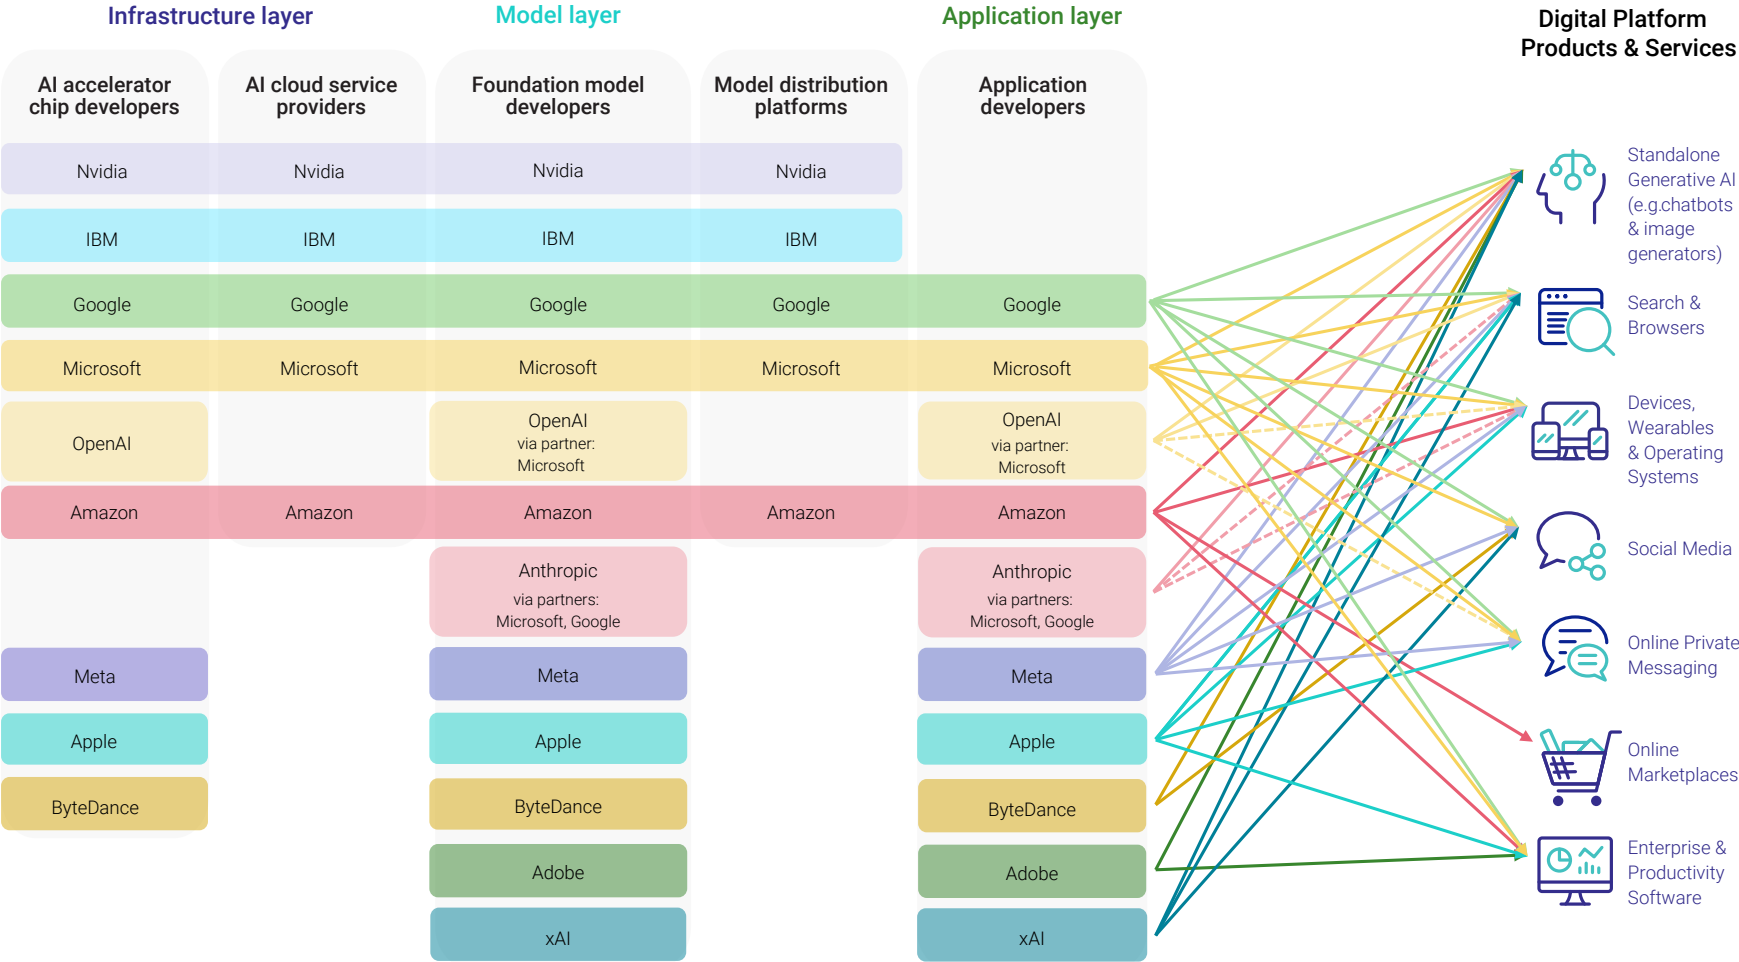 Infrastructure layer
Model layer
Application layer
Digital Platform
Products & Services
AI accelerator
chip developers
AI cloud service
providers
Foundation model
developers
Model distribution
platforms
Application
developers
Nvidia
Nvidia
Nvidia
Nvidia
IBM
IBM
IBM
IBM
Google
Google
Google
Google
Google
Microsoft
Microsoft
Microsoft
Microsoft
Microsoft
OpenAI
OpenAI
via partner:
Microsoft
OpenAI
via partner:
Microsoft
Amazon
Amazon
Amazon
Amazon
Amazon
Anthropic
via partners:
Microsoft, Google
Anthropic
via partners:
Microsoft, Google
Meta
Meta
Meta
Apple
Apple
Apple
ByteDance
ByteDance
ByteDance
Adobe
Adobe
xAI
xAI
Standalone
Generative AI
(e.g.chatbots
& image
generators)
Search &
Browsers
Devices,
Wearables
& Operating
Systems
Social Media
Online Private
Messaging
Online
Marketplaces
Enterprise &
Productivity
Software